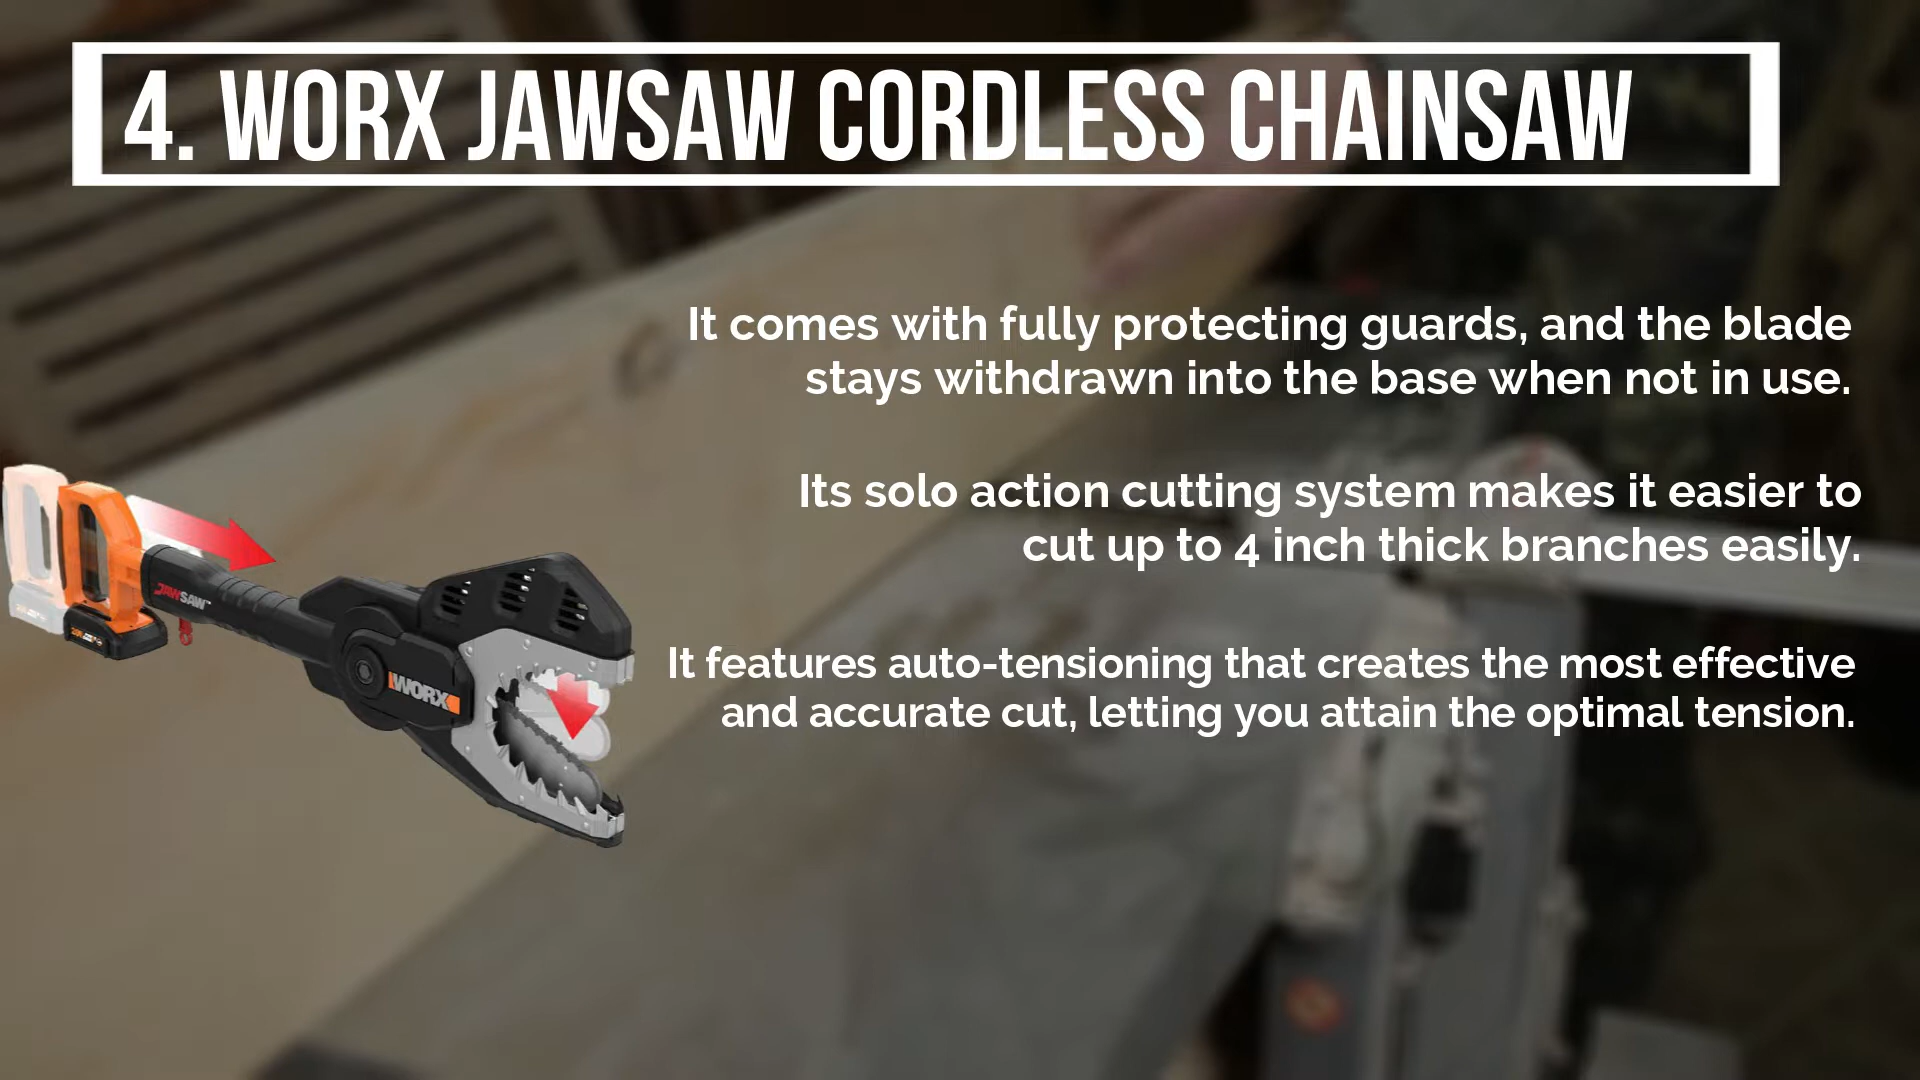 4. WORX JAWSAW CORDLESS CHAINSAW
It comes with fully protecting guards, and the blade
stays withdrawn into the base when not in use.
Its solo action cutting system makes it easier to
cut up to 4 inch thick branches easily.
JAWSAW™
WORX
It features auto-tensioning that creates the most effective
and accurate cut, letting you attain the optimal tension.